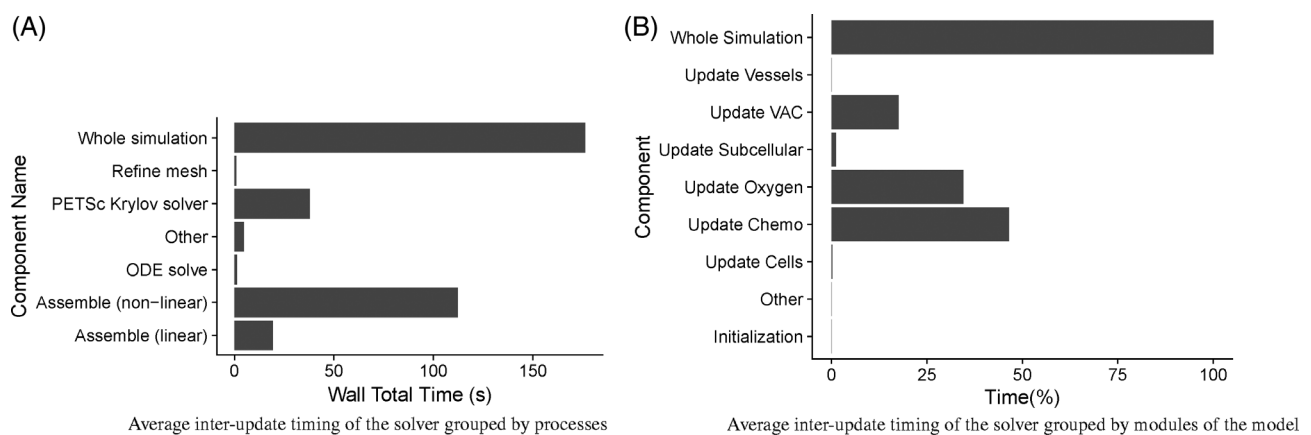 (A)
Component Name
Whole simulation
Refine mesh
PETSc Krylov solver
Other
ODE solve
Assemble (non−linear)
Assemble (linear)
0 50 100 150
Wall Total Time (s)
Average inter-update timing of the solver grouped by processes
(B)
Component
Whole Simulation
Update Vessels
Update VAC
Update Subcellular
Update Oxygen
Update Chemo
Update Cells
Other
Initialization
0 25 50 75 100
Time(%)
Average inter-update timing of the solver grouped by modules of the model